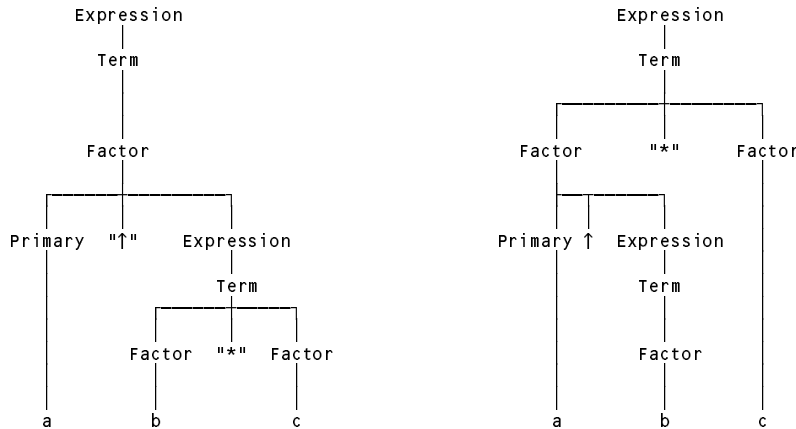 Expression Expression
Term Term
Factor Factor "*" Factor
Primary "↑" Expression Primary ↑ Expression
Term Term
Factor "*" Factor Factor
a b c a b c